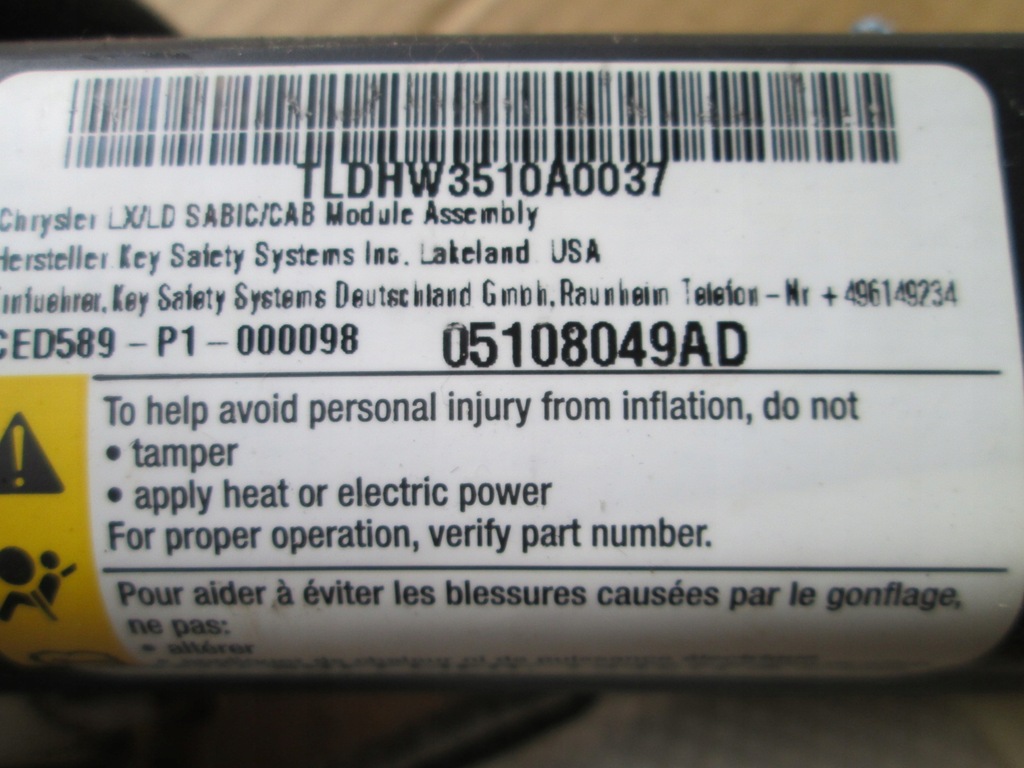 TLDHW3510A0037
Chrysler LX/LD SABIC/CAB Module Assembly
Hersteller Key Safety Systems Inc. Lakeland USA
Key Safety Systems Deutschland Gmbh, Raunheim Telefon - Nr + 496149234
CED589 - P1 - 000098 05108049AD
To help avoid personal injury from inflation, do not
• tamper
• apply heat or electric power
For proper operation, verify part number.
Pour aider à éviter les blessures causées par le gonflage,
ne pas:
• altérer